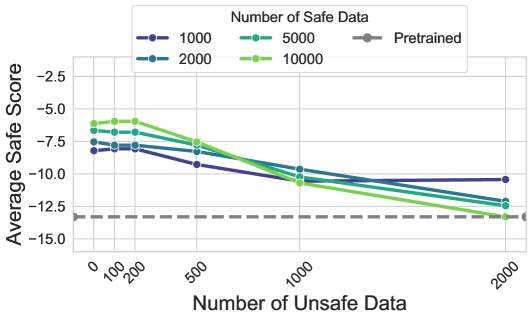 Number of Safe Data
1000 5000 Pretrained
2000 10000
−2.5
−5.0
−7.5
−10.0
−12.5
−15.0
Average Safe Score
0 100 200 500 1000 2000
Number of Unsafe Data